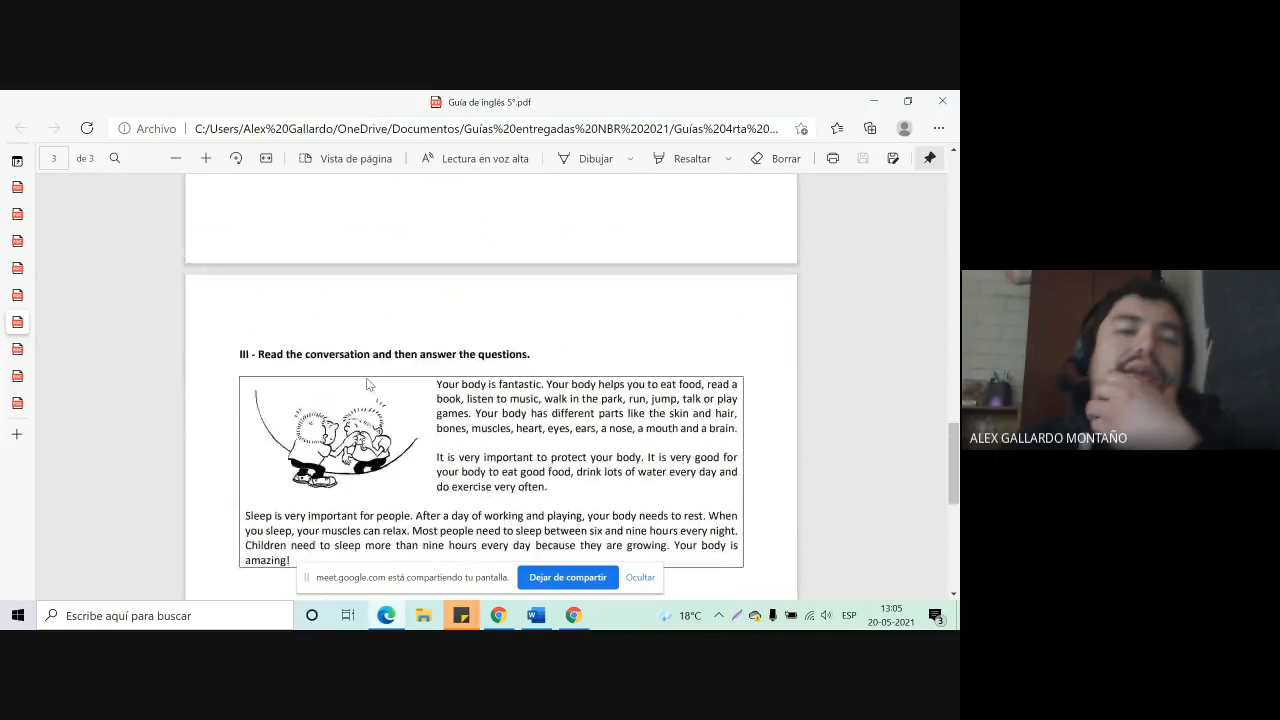 Guía de inglés 5°.pdf
Archivo
C:/Users/Alex%20Gallardo/OneDrive/Documentos/Guías%20entregadas%20NBR%202021/Guías%204rta%20...
3 de 3
Vista de página
Lectura en voz alta
Dibujar
Resaltar
Borrar
III - Read the conversation and then answer the questions.
Your body is fantastic. Your body helps you to eat food, read a
book, listen to music, walk in the park, run, jump, talk or play
games. Your body has different parts like the skin and hair,
bones, muscles, heart, eyes, ears, a nose, a mouth and a brain.
It is very important to protect your body. It is very good for
your body to eat good food, drink lots of water every day and
do exercise very often.
Sleep is very important for people. After a day of working and playing, your body needs to rest. When
you sleep, your muscles can relax. Most people need to sleep between six and nine hours every night.
Children need to sleep more than nine hours every day because they are growing. Your body is
amazing!
meet.google.com está compartiendo tu pantalla.
Dejar de compartir
Ocultar
ALEX GALLARDO MONTAÑO
Escribe aquí para buscar
18°C
ESP
13:05
20-05-2021
3